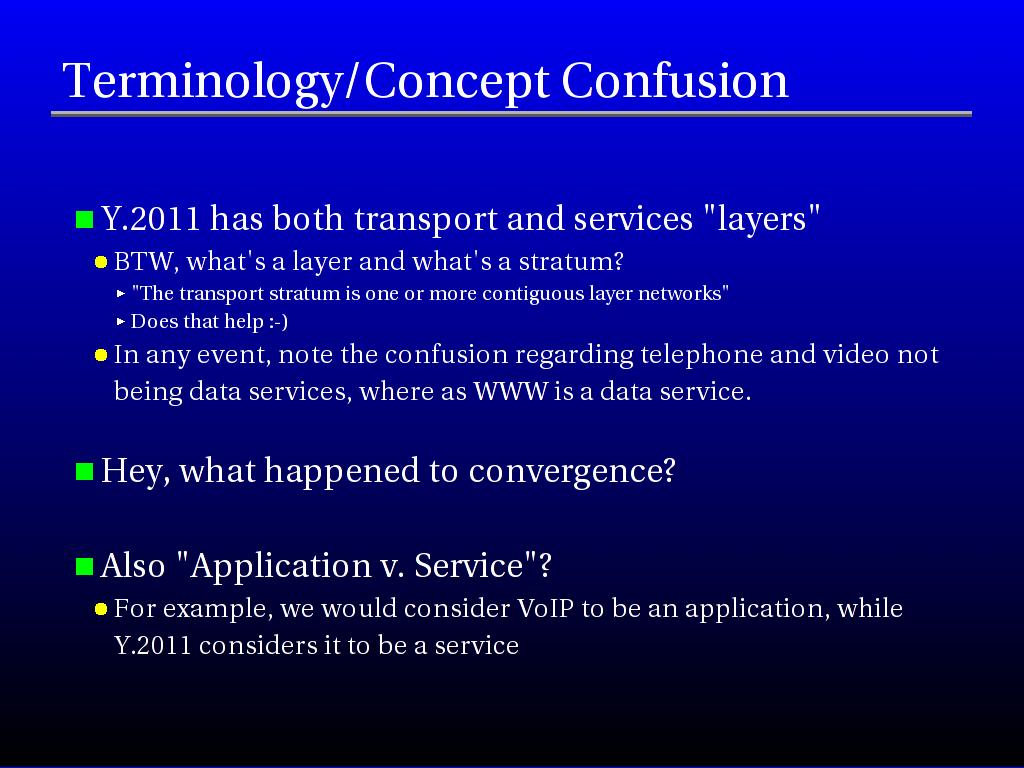 Terminology/Concept Confusion
Y.2011 has both transport and services "layers"
BTW, what's a layer and what's a stratum?
"The transport stratum is one or more contiguous layer networks"
Does that help :-)
In any event, note the confusion regarding telephone and video not
being data services, where as WWW is a data service.
Hey, what happened to convergence?
Also "Application v. Service"?
For example, we would consider VoIP to be an application, while
Y.2011 considers it to be a service